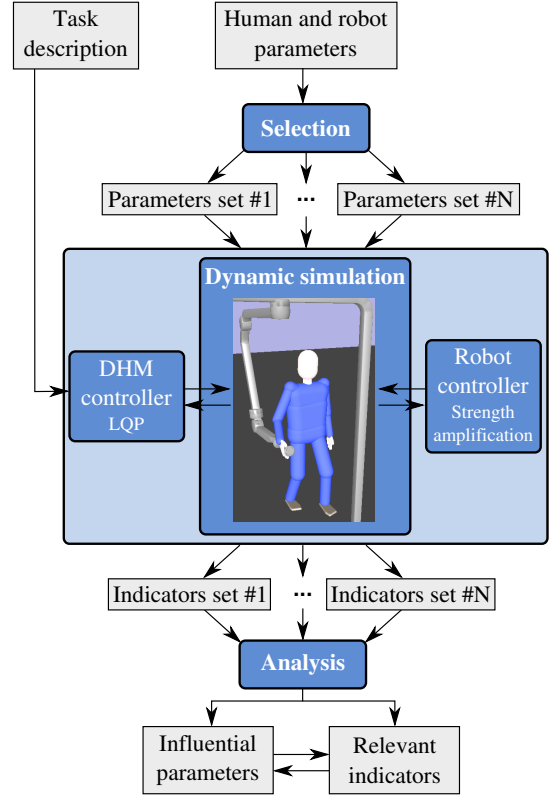 Task
description
Human and robot
parameters
Selection
Parameters set #1
...
Parameters set #N
Dynamic simulation
DHM
controller
LQP
Robot
controller
Strength
amplification
Indicators set #1
...
Indicators set #N
Analysis
Influential
parameters
Relevant
indicators